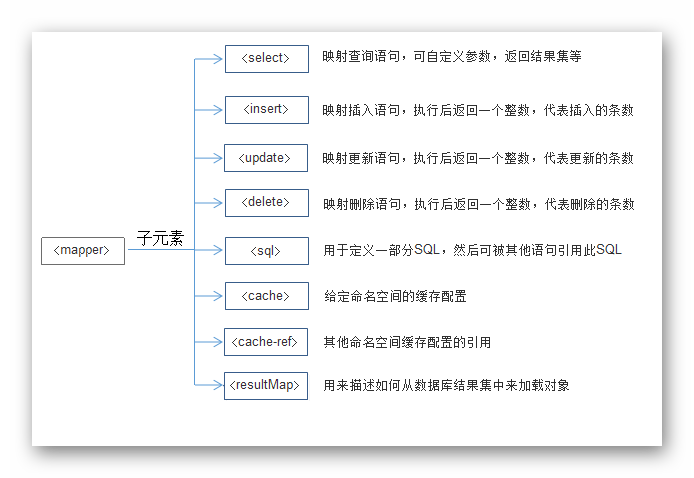 <select> 映射查询语句，可自定义参数，返回结果集等
<insert> 映射插入语句，执行后返回一个整数，代表插入的条数
<update> 映射更新语句，执行后返回一个整数，代表更新的条数
<delete> 映射删除语句，执行后返回一个整数，代表删除的条数
<mapper> 子元素
<sql> 用于定义一部分SQL，然后可被其他语句引用此SQL
<cache> 给定命名空间的缓存配置
<cache-ref> 其他命名空间缓存配置的引用
<resultMap> 用来描述如何从数据库结果集中来加载对象